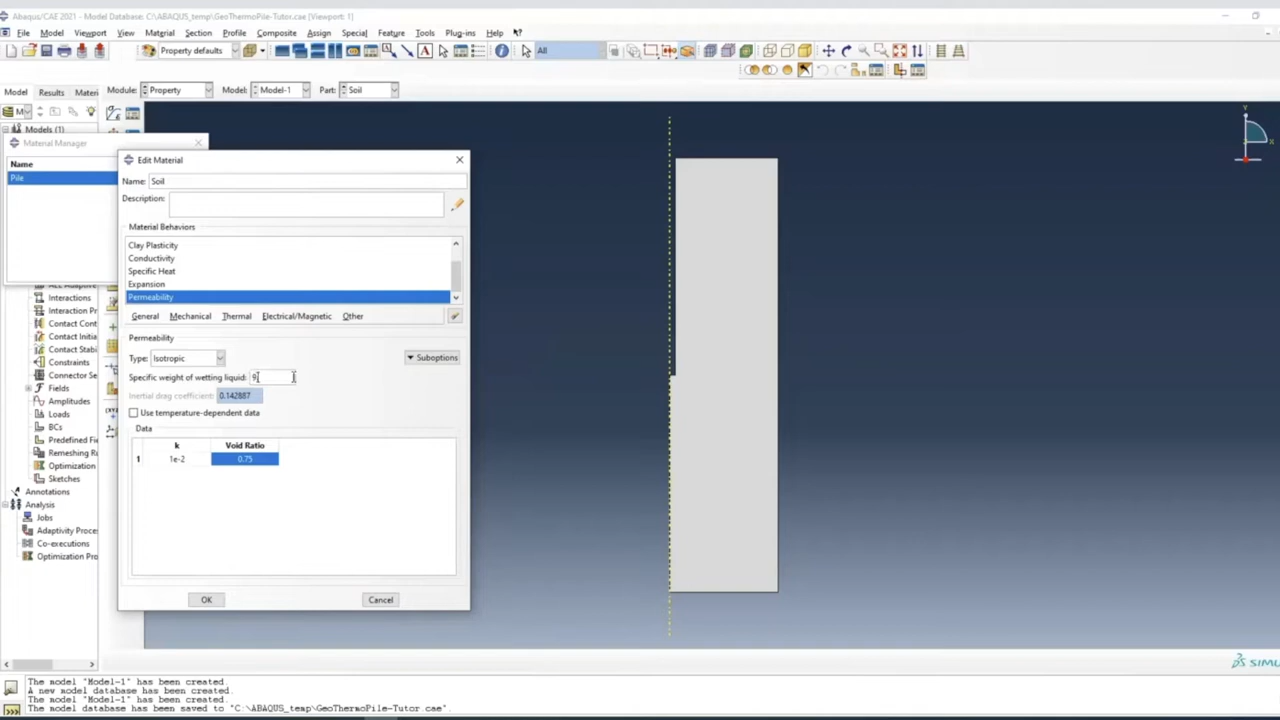 Abaqus/CAE 2021 - Model Database: C:\ABAQUS_temp\GeoThermoPile-Tutor.cae [Viewport: 1]
File Model Viewport View Material Section Profile Composite Assign Special Feature Tools Plug-ins Help
Property defaults All
Model Results Materi Module: Property Model: Model-1 Part: Soil
Models (1)
Material Manager
Name
Pile
Edit Material
Name: Soil
Description:
Material Behaviors
Clay Plasticity
Conductivity
Specific Heat
Expansion
Permeability
General Mechanical Thermal Electrical/Magnetic Other
Permeability
Type: Isotropic Suboptions
Specific weight of wetting liquid: 9
Inertial drag coefficient: 0.142887
Use temperature-dependent data
Data
k Void Ratio
1 1e-2 0.75
OK Cancel
Interactions
Interaction Pr
Contact Cont
Contact Initia
Contact Stabi
Constraints
Connector Se
Fields
Amplitudes
Loads
BCs
Predefined Fi
Remeshing R
Optimization
Sketches
Annotations
Analysis
Jobs
Adaptivity Proce
Co-executions
Optimization Pro
Y
X
SIMU
The model "Model-1" has been created.
A new model database has been created.
The model "Model-1" has been created.
The model database has been saved to "C:\ABAQUS_temp\GeoThermoPile-Tutor.cae".